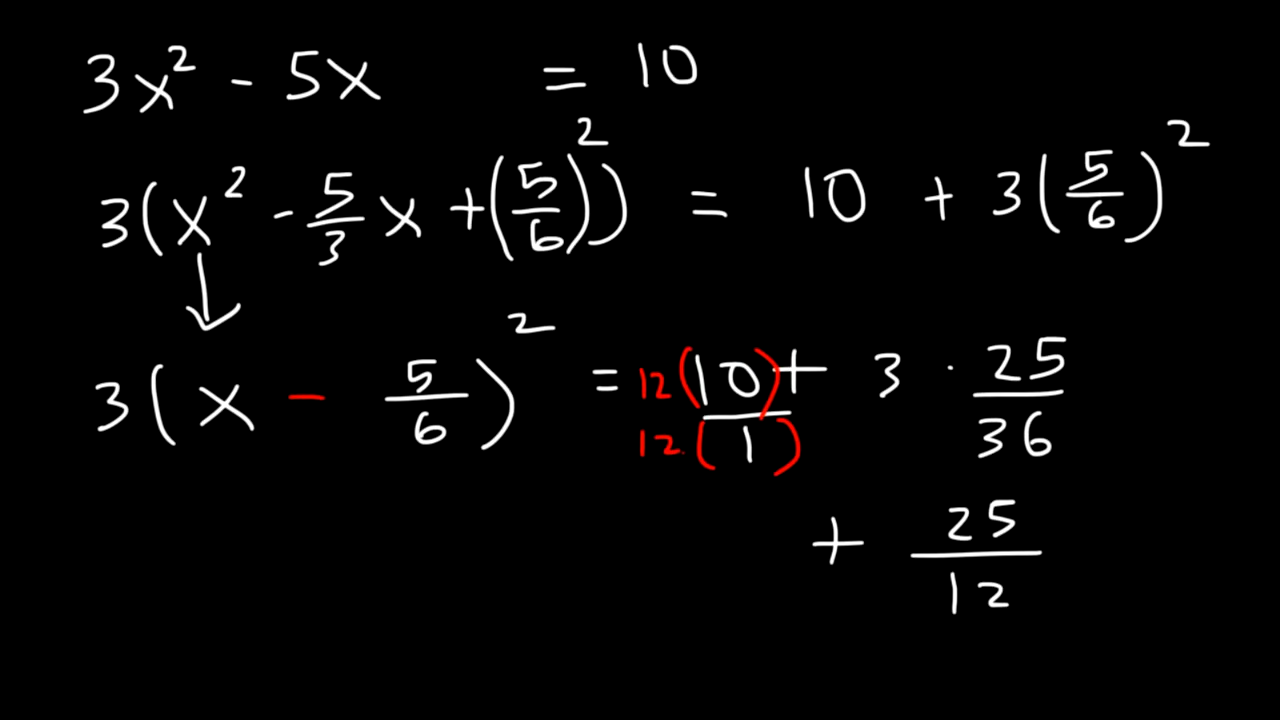 3x² - 5x = 10
3(x² - 5/3 x + (5/6)²) = 10 + 3(5/6)²
3(x - 5/6)² = 12(10)/12(1) + 3 · 25/36
+ 25/12